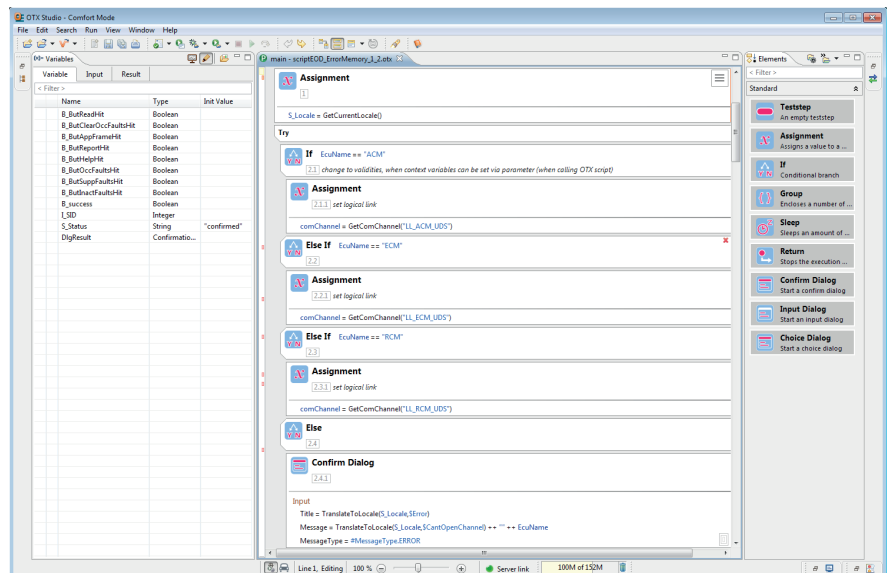 OTX Studio - Comfort Mode
File Edit Search Run View Window Help
(x)= Variables
main - scriptEOD_ErrorMemory_1_2.otx
Elements
Variable Input Result
< Filter >
Name Type Init Value
B_ButReadHit Boolean
B_ButClearOccFaultsHit Boolean
B_ButAppFrameHit Boolean
B_ButReportHit Boolean
B_ButHelpHit Boolean
B_ButOccFaultsHit Boolean
B_ButSuppFaultsHit Boolean
B_ButInactFaultsHit Boolean
B_success Boolean
I_SID Integer
S_Status String "confirmed"
DlgResult Confirmatio...
Assignment
1
S_Locale = GetCurrentLocale()
Try
If EcuName == "ACM"
2.1 change to validities, when context variables can be set via parameter (when calling OTX script)
Assignment
2.1.1 set logical link
comChannel = GetComChannel("LL_ACM_UDS")
Else If EcuName == "ECM"
2.2
Assignment
2.2.1 set logical link
comChannel = GetComChannel("LL_ECM_UDS")
Else If EcuName == "RCM"
2.3
Assignment
2.3.1 set logical link
comChannel = GetComChannel("LL_RCM_UDS")
Else
2.4
Confirm Dialog
2.4.1
Input
Title = TranslateToLocale(S_Locale,$Error)
Message = TranslateToLocale(S_Locale,$CantOpenChannel) ++ "" ++ EcuName
MessageType = #MessageType.ERROR
< Filter >
Standard
Teststep
An empty teststep
Assignment
Assigns a value to a ...
If
Conditional branch
Group
Encloses a number of ...
Sleep
Sleeps an amount of ...
Return
Stops the execution ...
Confirm Dialog
Start a confirm dialog
Input Dialog
Start an input dialog
Choice Dialog
Start a choice dialog
Line 1, Editing 100 % Server link 100M of 152M